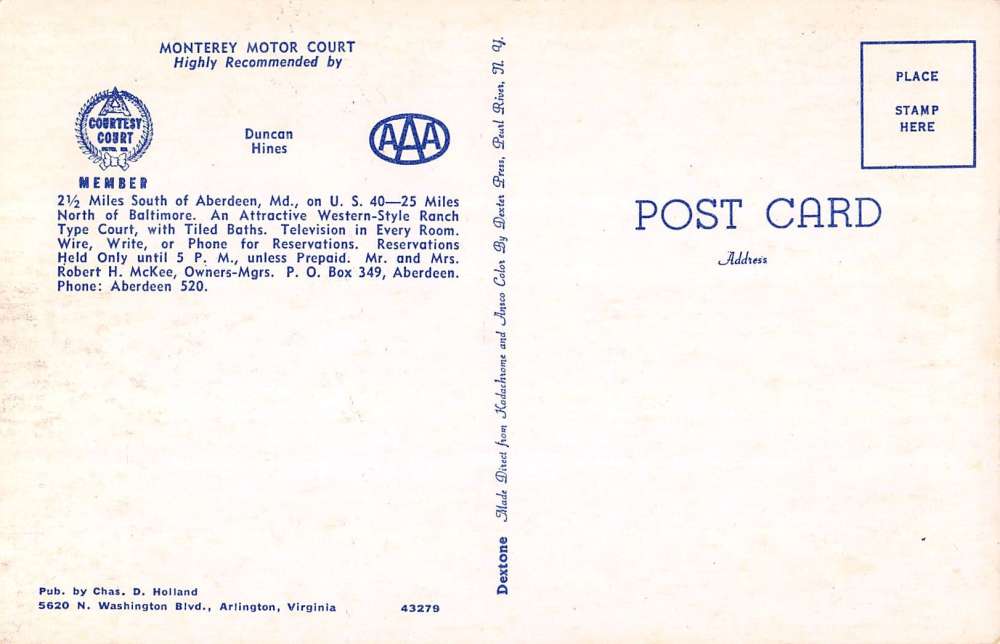 MONTEREY MOTOR COURT
Highly Recommended by
A
COURTESY
COURT
MEMBER
Duncan
Hines
AAA
2½ Miles South of Aberdeen, Md., on U. S. 40—25 Miles
North of Baltimore. An Attractive Western-Style Ranch
Type Court, with Tiled Baths. Television in Every Room.
Wire, Write, or Phone for Reservations. Reservations
Held Only until 5 P. M., unless Prepaid. Mr. and Mrs.
Robert H. McKee, Owners-Mgrs. P. O. Box 349, Aberdeen.
Phone: Aberdeen 520.
Pub. by Chas. D. Holland
5620 N. Washington Blvd., Arlington, Virginia 43279
Dextone Made Direct from Kodachrome and Ansco Color By Dexter Press, Pearl River, N. Y.
PLACE
STAMP
HERE
POST CARD
Address